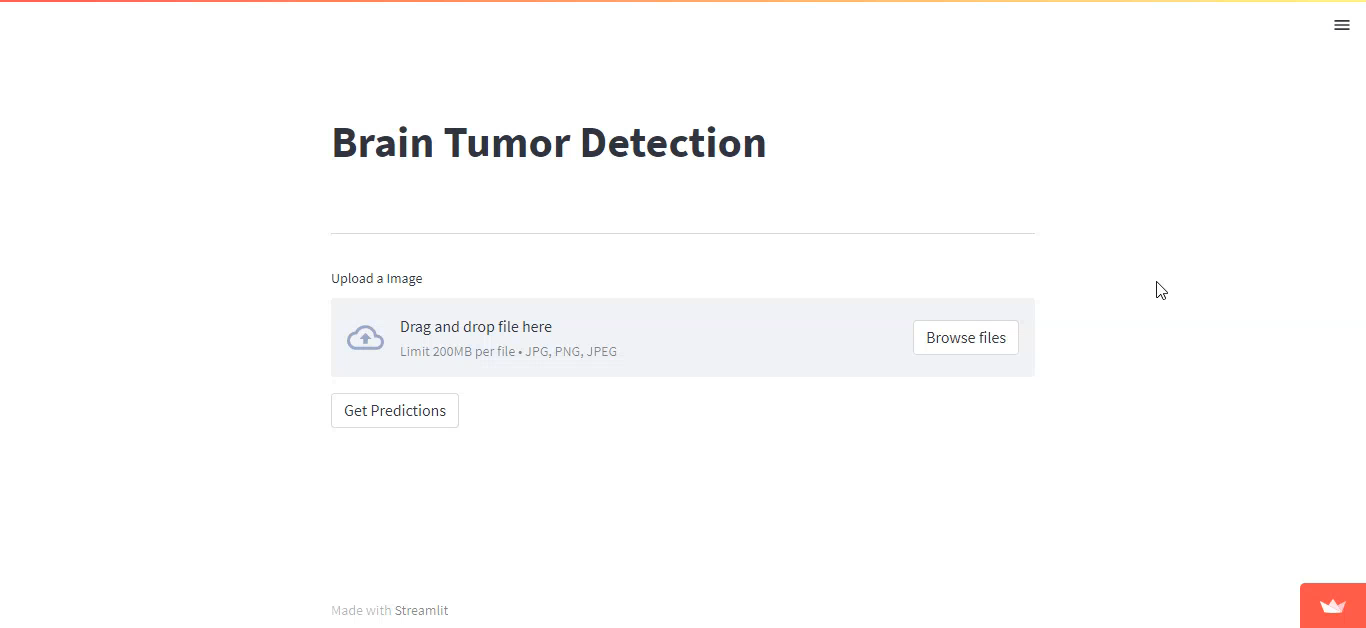 Brain Tumor Detection
Upload a Image
Drag and drop file here
Limit 200MB per file • JPG, PNG, JPEG
Browse files
Get Predictions
Made with Streamlit